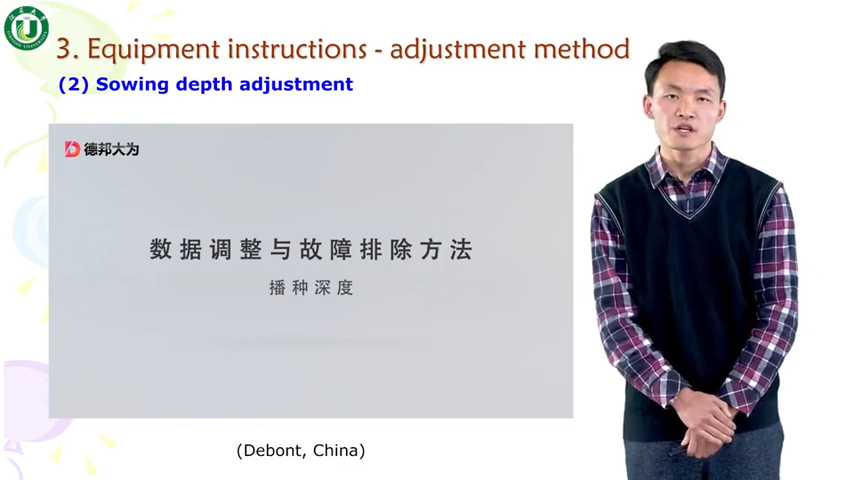 3. Equipment instructions - adjustment method
(2) Sowing depth adjustment
德邦大为
数据调整与故障排除方法
播种深度
(Debont, China)